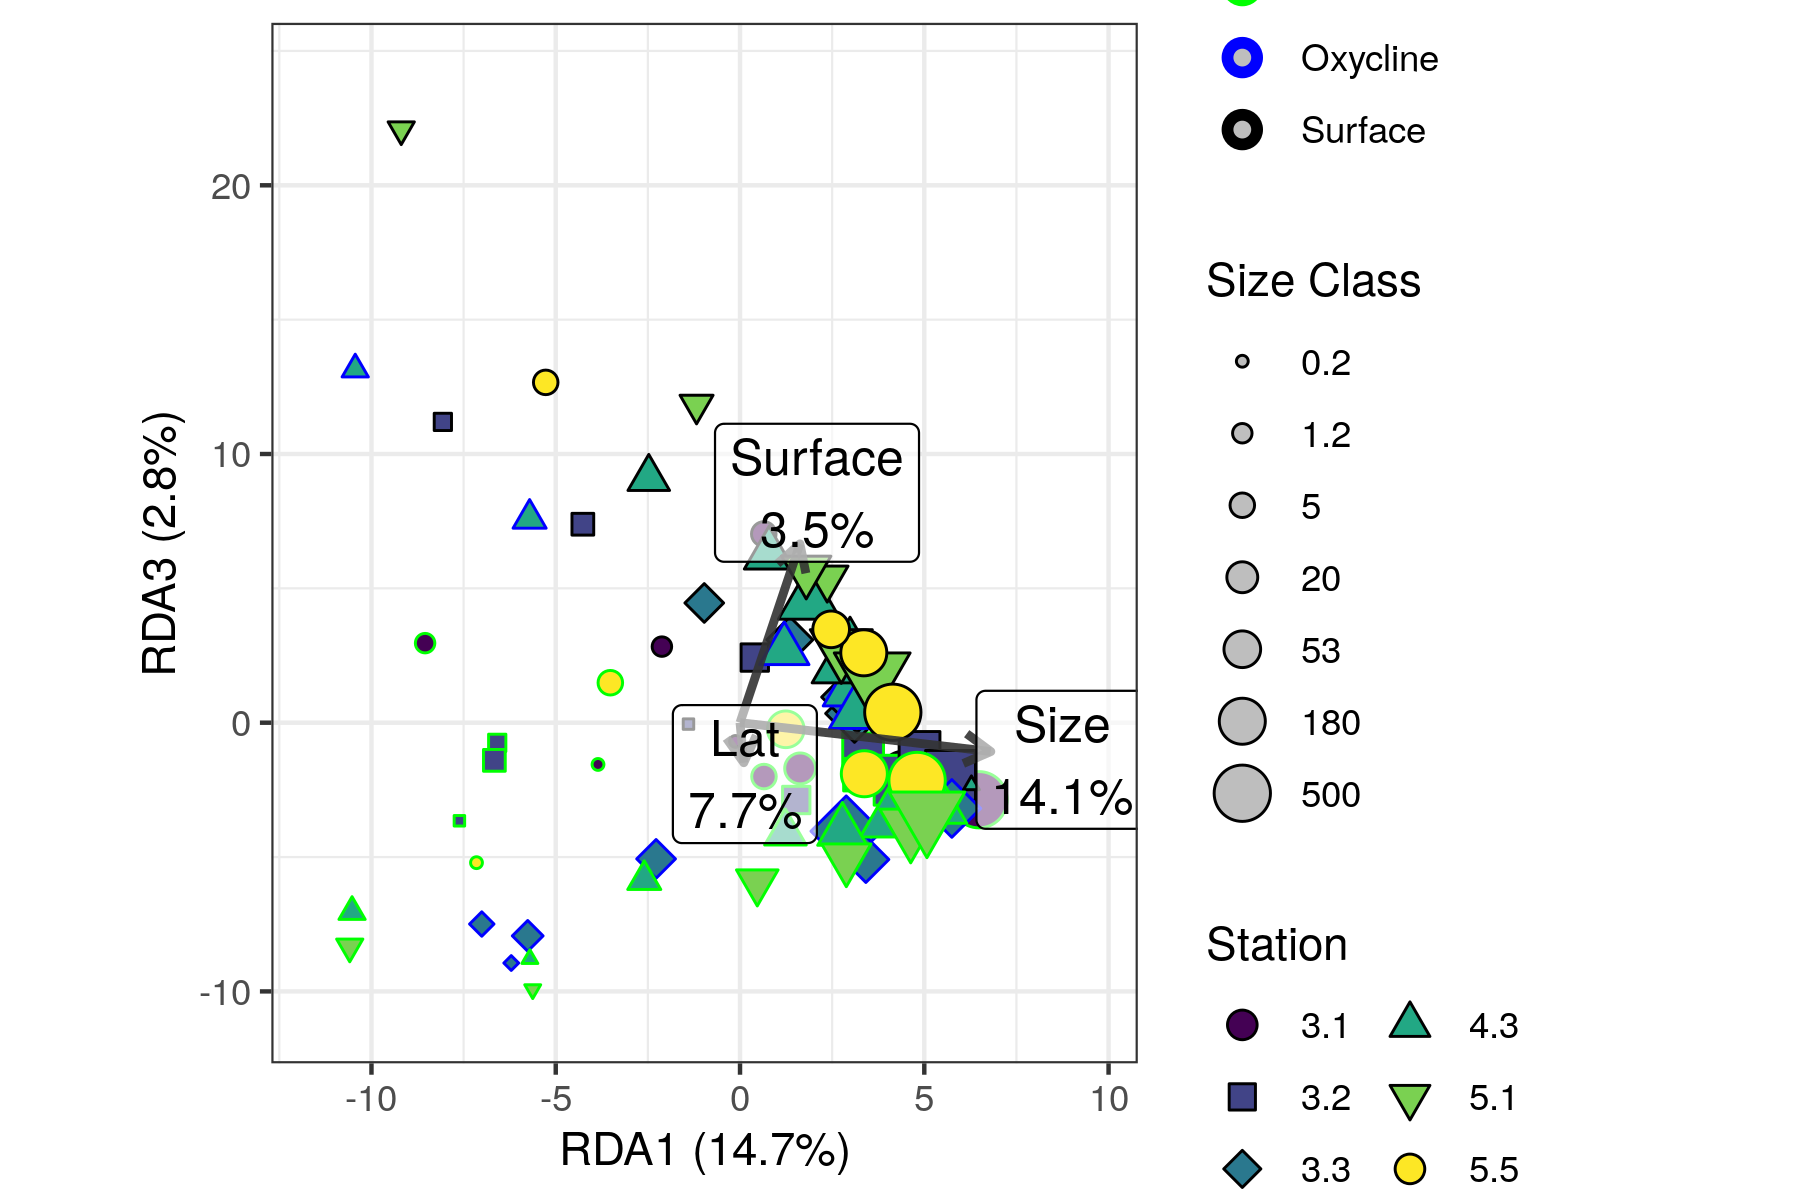 Oxycline
Surface
20
10
0
-10
RDA3 (2.8%)
Surface
3.5%
Lat
7.7%
Size
14.1%
-10
-5
0
5
10
RDA1 (14.7%)
Size Class
0.2
1.2
5
20
53
180
500
Station
3.1
4.3
3.2
5.1
3.3
5.5